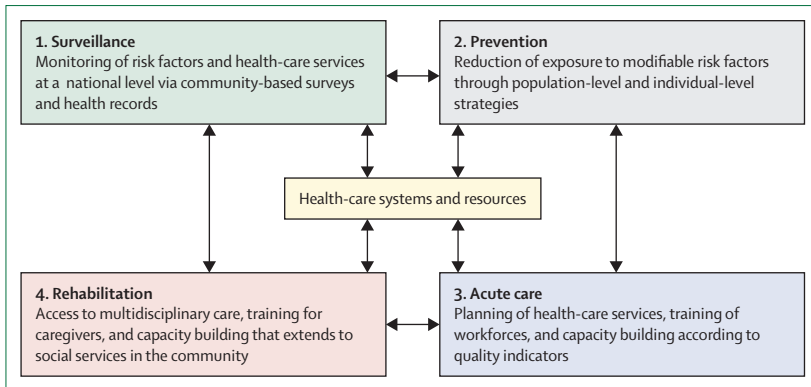 1. Surveillance
Monitoring of risk factors and health-care services
at a national level via community-based surveys
and health records
2. Prevention
Reduction of exposure to modifiable risk factors
through population-level and individual-level
strategies
Health-care systems and resources
4. Rehabilitation
Access to multidisciplinary care, training for
caregivers, and capacity building that extends to
social services in the community
3. Acute care
Planning of health-care services, training of
workforces, and capacity building according to
quality indicators